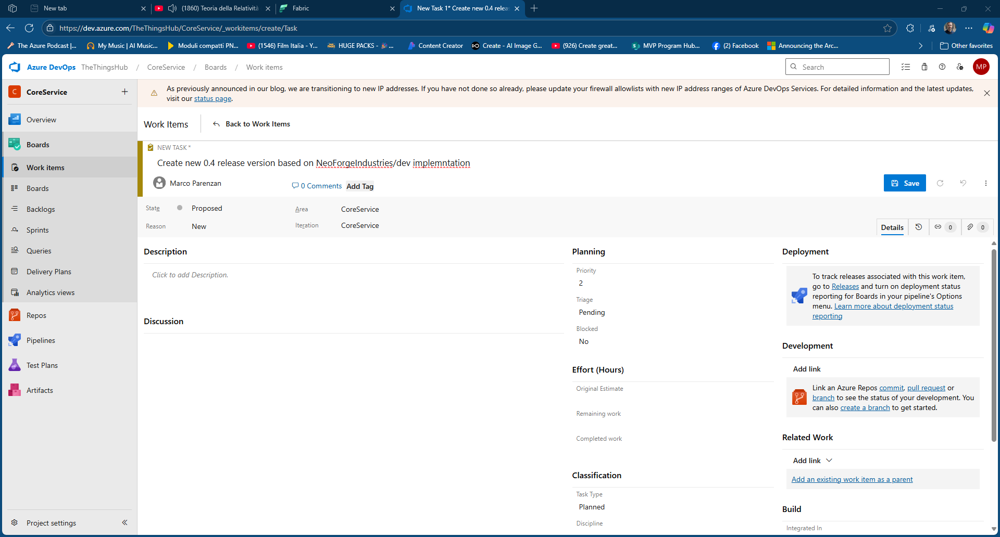 New tab
(1860) Teoria della Relatività
Fabric
New Task 1* Create new 0.4 relea
https://dev.azure.com/TheThingsHub/CoreService/_workitems/create/Task
The Azure Podcast |...
My Music | AI Music...
Moduli compatti PN...
(1546) Film Italia - Y...
HUGE PACKS - 🎉 ...
Content Creator
Create - AI Image G...
(926) Create great...
MVP Program Hub...
(2) Facebook
Announcing the Arc...
Other favorites
Azure DevOps TheThingsHub / CoreService / Boards / Work items
Search
MP
C CoreService
As previously announced in our blog, we are transitioning to new IP addresses. If you have not done so already, please update your firewall allowlists with new IP address ranges of Azure DevOps Services. For detailed information and the latest updates,
visit our status page.
Overview
Boards
Work items
Boards
Backlogs
Sprints
Queries
Delivery Plans
Analytics views
Repos
Pipelines
Test Plans
Artifacts
Project settings
Work Items
Back to Work Items
NEW TASK *
Create new 0.4 release version based on NeoForgeIndustries/dev implemntation
Marco Parenzan
0 Comments
Add Tag
Save
State
Proposed
Area
CoreService
Reason
New
Iteration
CoreService
Details
0
0
Description
Click to add Description.
Discussion
Planning
Priority
2
Triage
Pending
Blocked
No
Effort (Hours)
Original Estimate
Remaining work
Completed work
Classification
Task Type
Planned
Discipline
Deployment
To track releases associated with this work item,
go to Releases and turn on deployment status
reporting for Boards in your pipeline's Options
menu. Learn more about deployment status
reporting
Development
Add link
Link an Azure Repos commit, pull request or
branch to see the status of your development. You
can also create a branch to get started.
Related Work
Add link
Add an existing work item as a parent
Build
Integrated In